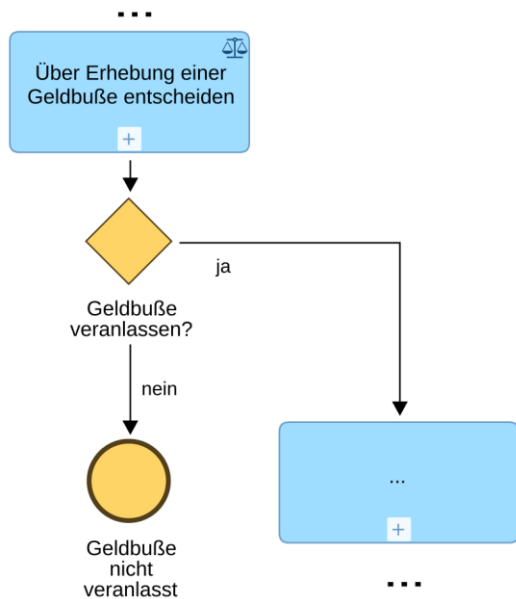 ...
Über Erhebung einer
Geldbuße entscheiden
+
ja
Geldbuße
veranlassen?
nein
...
+
Geldbuße
nicht
veranlasst
...